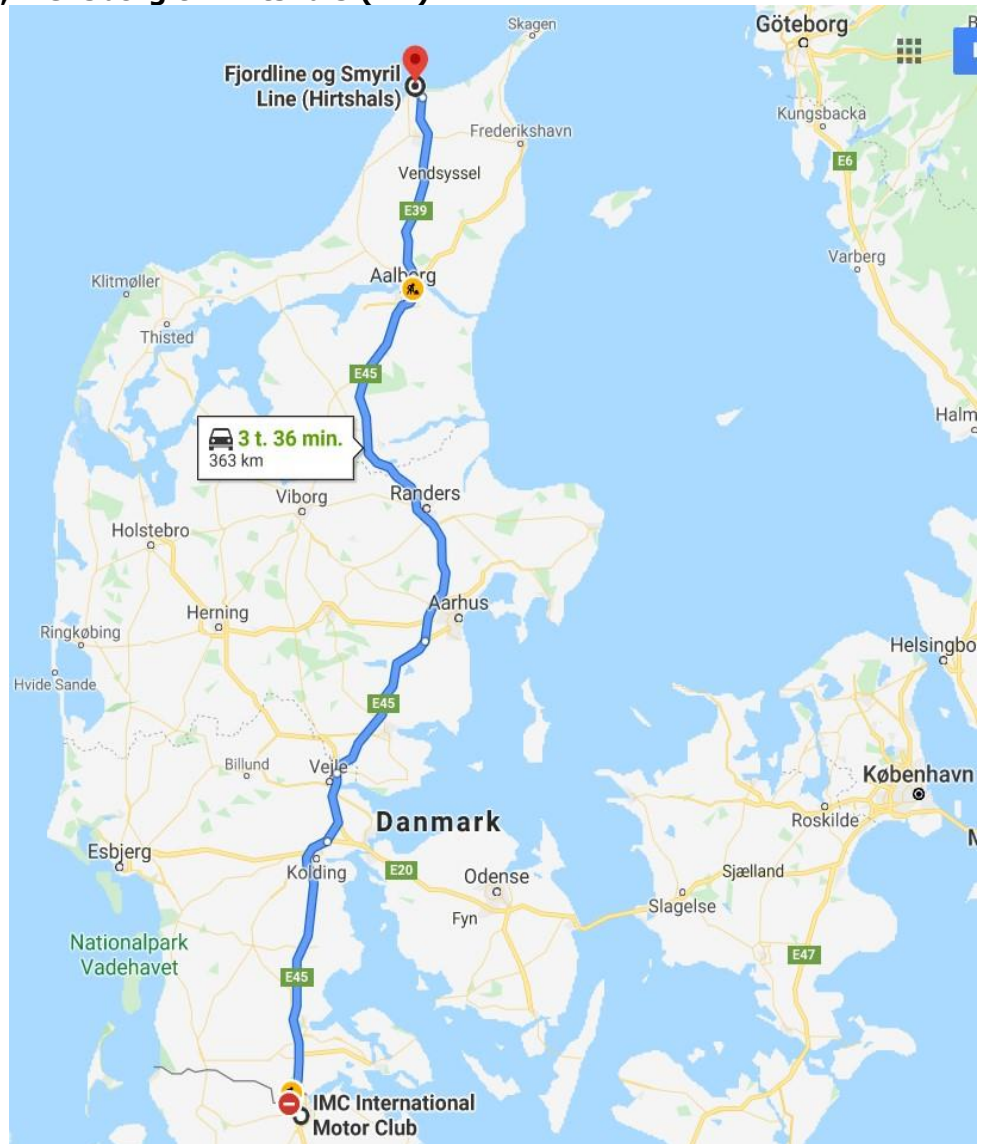 Skagen
Göteborg
Fjordline og Smyril
Line (Hirtshals)
Kungsbacka
Frederikshavn
E6
Vendsyssel
E39
Varberg
Aalborg
Klitmøller
Thisted
E45
Halm
3 t. 36 min.
363 km
Viborg
Randers
Holstebro
Herning
Aarhus
Ringkøbing
Helsingbo
Hvide Sande
E45
Billund
Vejle
København
Danmark
Roskilde
Esbjerg
Kolding
E20
Odense
Sjælland
Slagelse
Fyn
Nationalpark
Vadehavet
E47
E45
IMC International
Motor Club